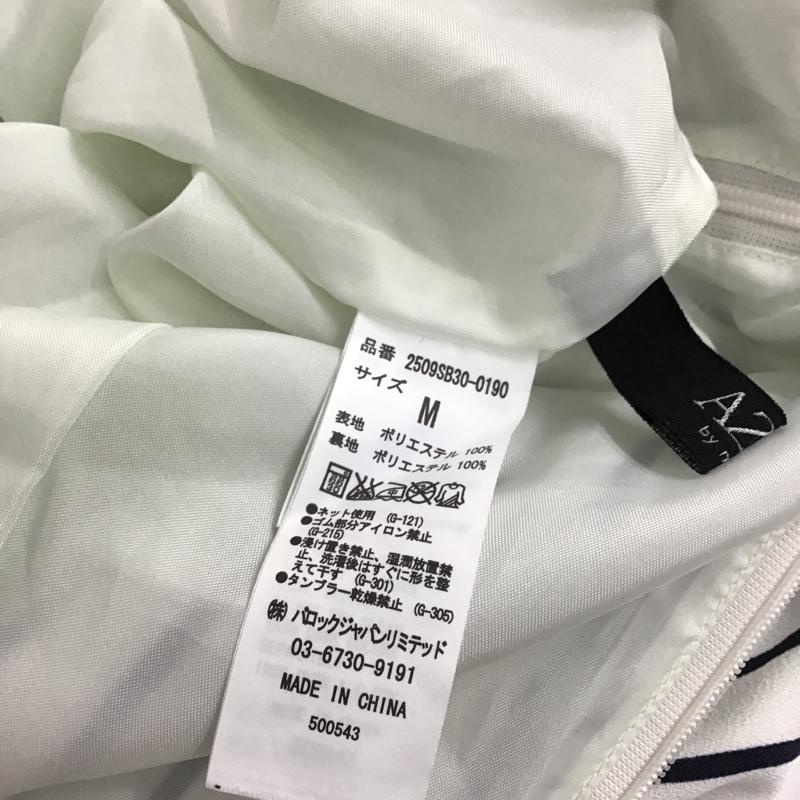 品番 2509SB30-0190
サイズ
M
表地 ポリエステル 100%
裏地 ポリエステル 100%
●ネット使用 (G-121)
●ゴム部分アイロン禁止
(G-215)
●浸け置き禁止、湿潤放置禁
止、洗濯後はすぐに形を整
えて干す (G-301)
●タンブラー乾燥禁止 (G-305)
㈱ バロックジャパンリミテッド
03-6730-9191
MADE IN CHINA
500543
AZ
by